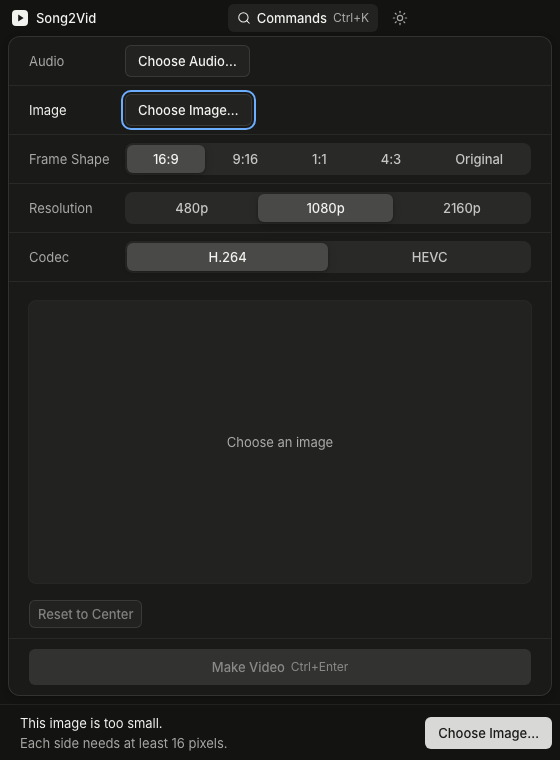 Song2Vid
Commands Ctrl+K
Audio Choose Audio...
Image Choose Image...
Frame Shape 16:9 9:16 1:1 4:3 Original
Resolution 480p 1080p 2160p
Codec H.264 HEVC
Choose an image
Reset to Center
Make Video Ctrl+Enter
This image is too small.
Each side needs at least 16 pixels.
Choose Image...